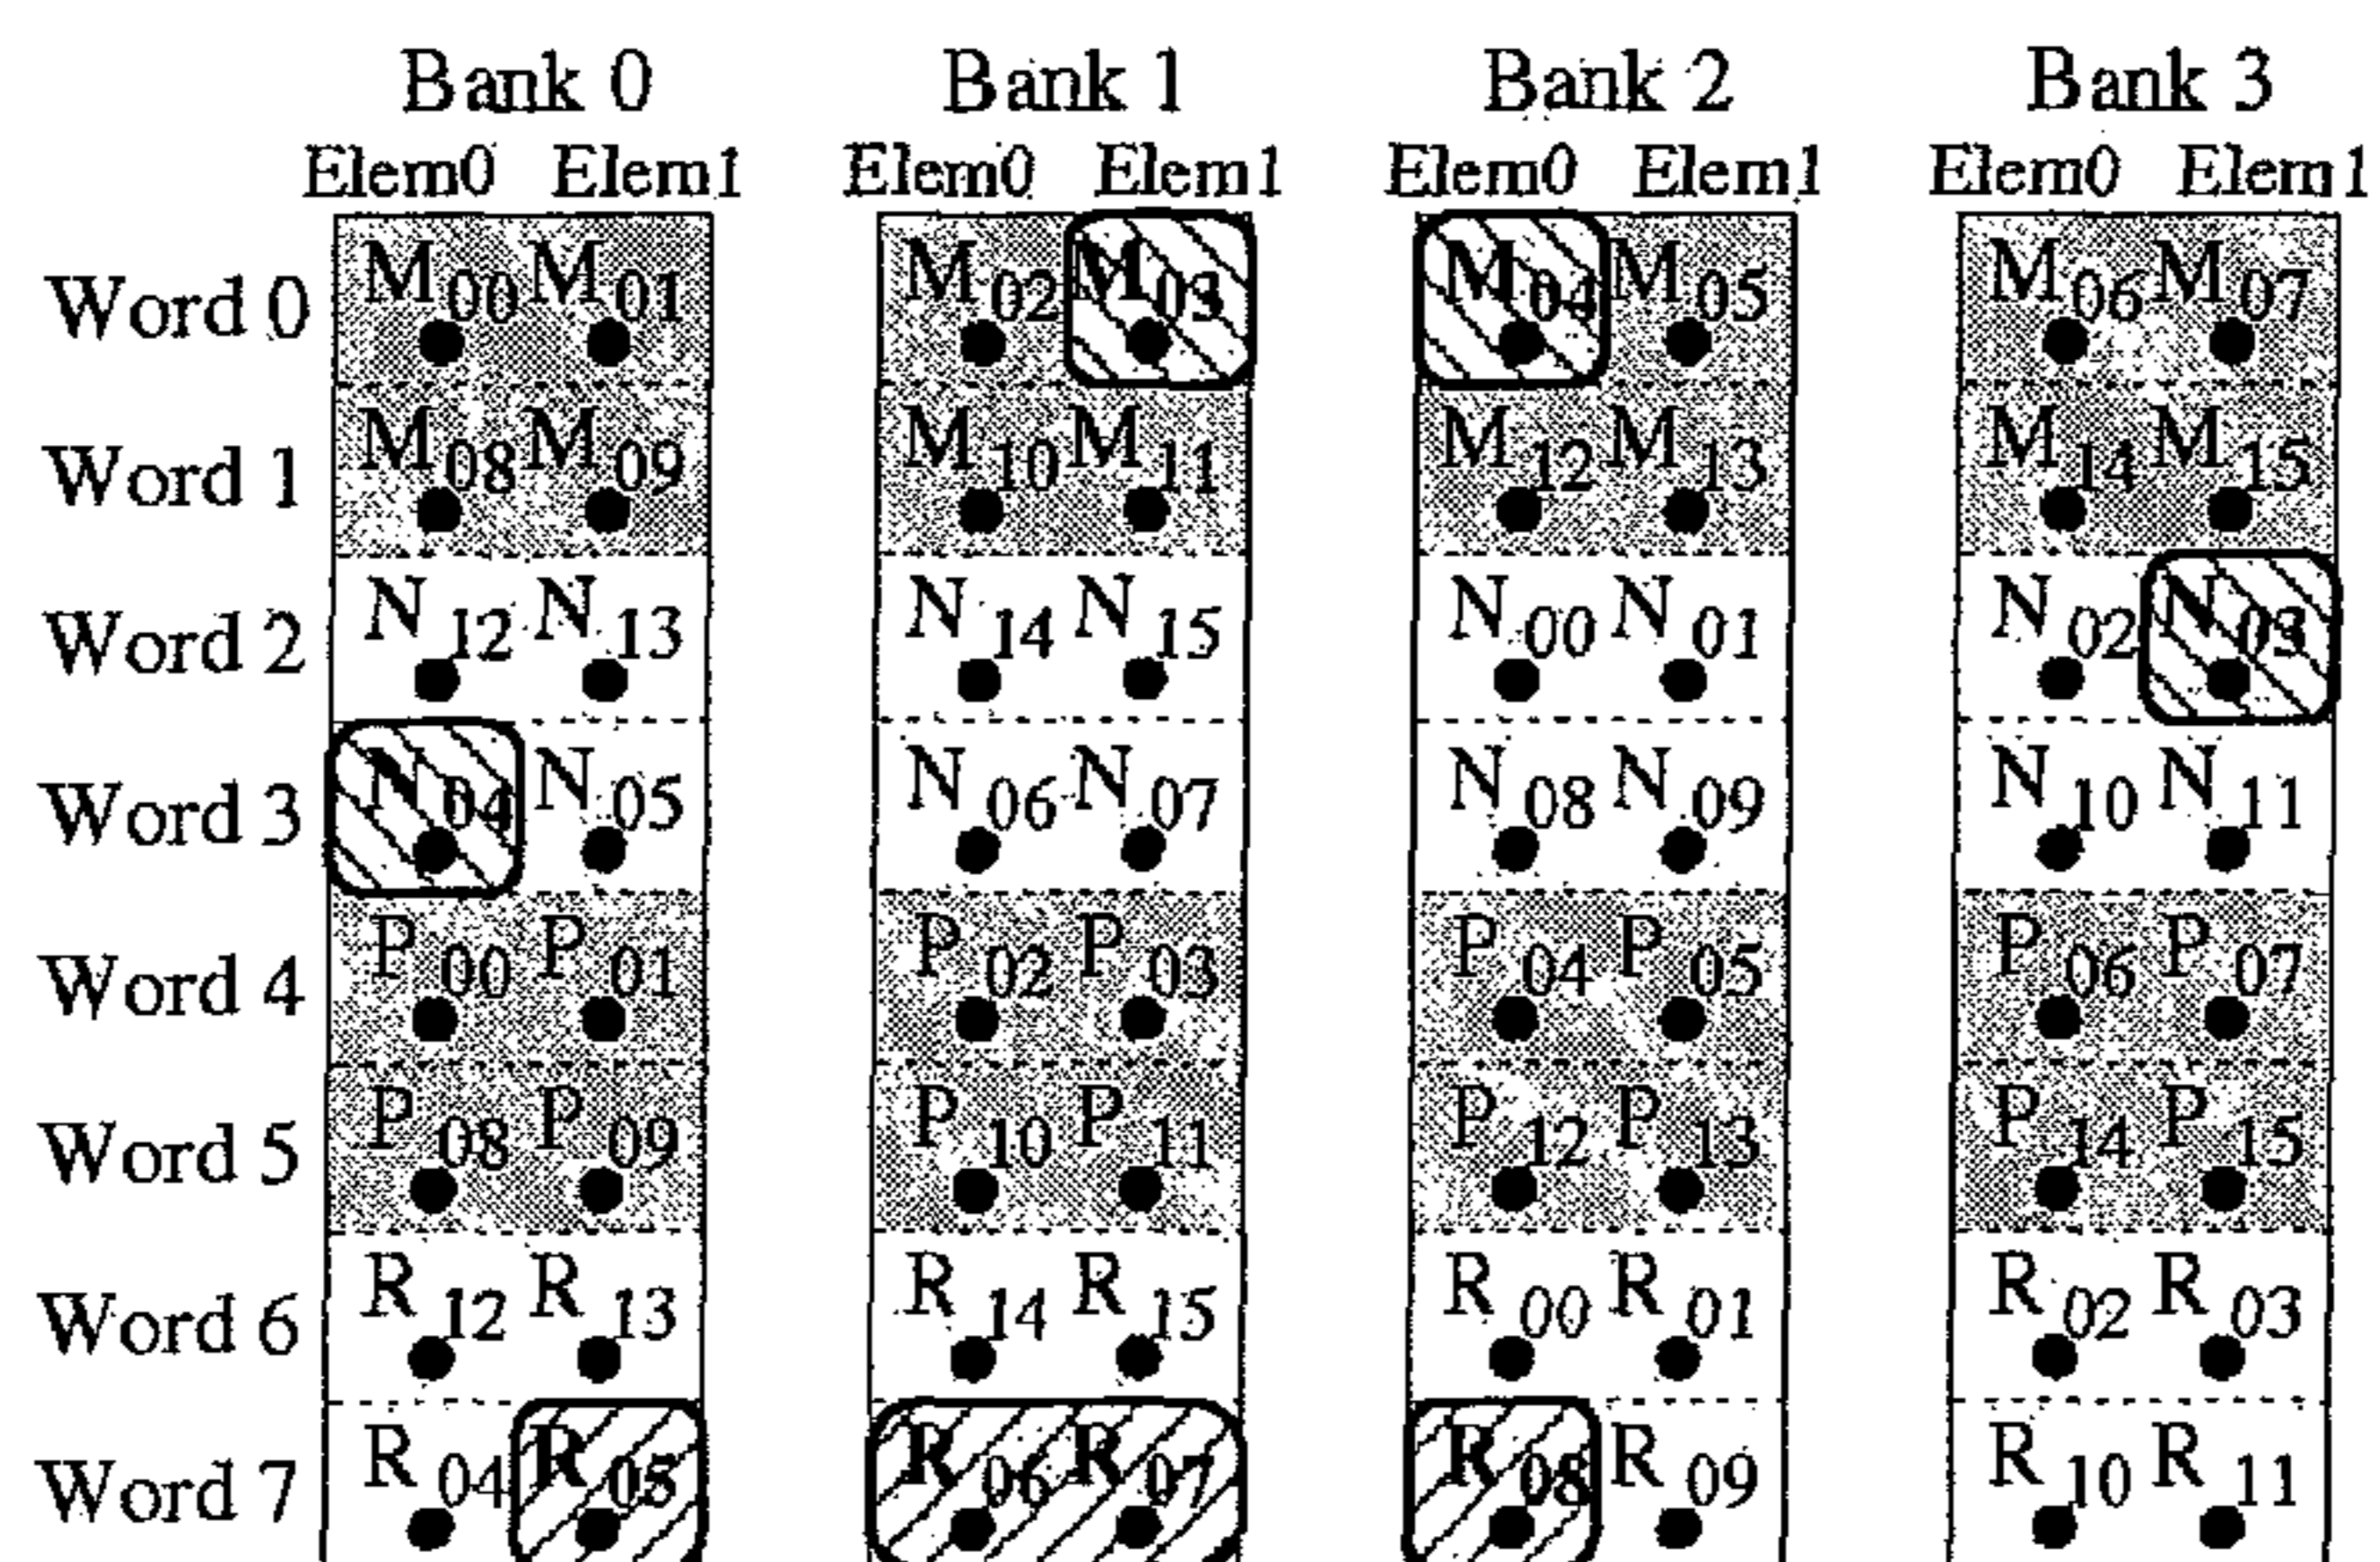 Bank 0 Bank 1 Bank 2 Bank 3
Elem0 Elem1 Elem0 Elem1 Elem0 Elem1 Elem0 Elem1
Word 0 M00 M01 M02 M03 M04 M05 M06 M07
Word 1 M08 M09 M10 M11 M12 M13 M14 M15
Word 2 N12 N13 N14 N15 N00 N01 N02 N03
Word 3 N04 N05 N06 N07 N08 N09 N10 N11
Word 4 P00 P01 P02 P03 P04 P05 P06 P07
Word 5 P08 P09 P10 P11 P12 P13 P14 P15
Word 6 R12 R13 R14 R15 R00 R01 R02 R03
Word 7 R04 R05 R06 R07 R08 R09 R10 R11